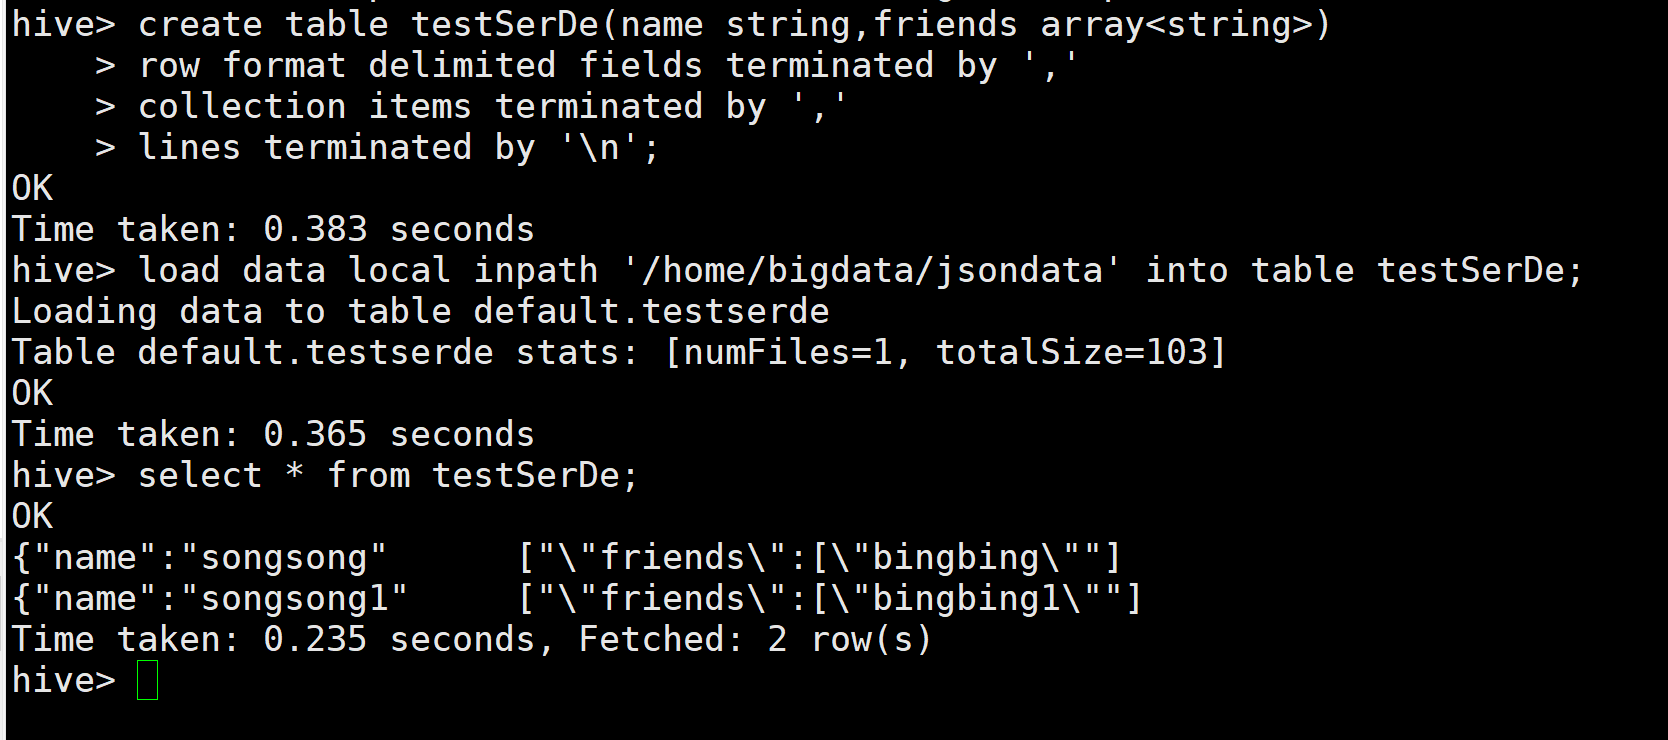 hive> create table testSerDe(name string,friends array<string>)
    > row format delimited fields terminated by ','
    > collection items terminated by ','
    > lines terminated by '\n';
OK
Time taken: 0.383 seconds
hive> load data local inpath '/home/bigdata/jsondata' into table testSerDe;
Loading data to table default.testserde
Table default.testserde stats: [numFiles=1, totalSize=103]
OK
Time taken: 0.365 seconds
hive> select * from testSerDe;
OK
{"name":"songsong"      ["\"friends\":[\"bingbing\""]
{"name":"songsong1"     ["\"friends\":[\"bingbing1\""]
Time taken: 0.235 seconds, Fetched: 2 row(s)
hive>